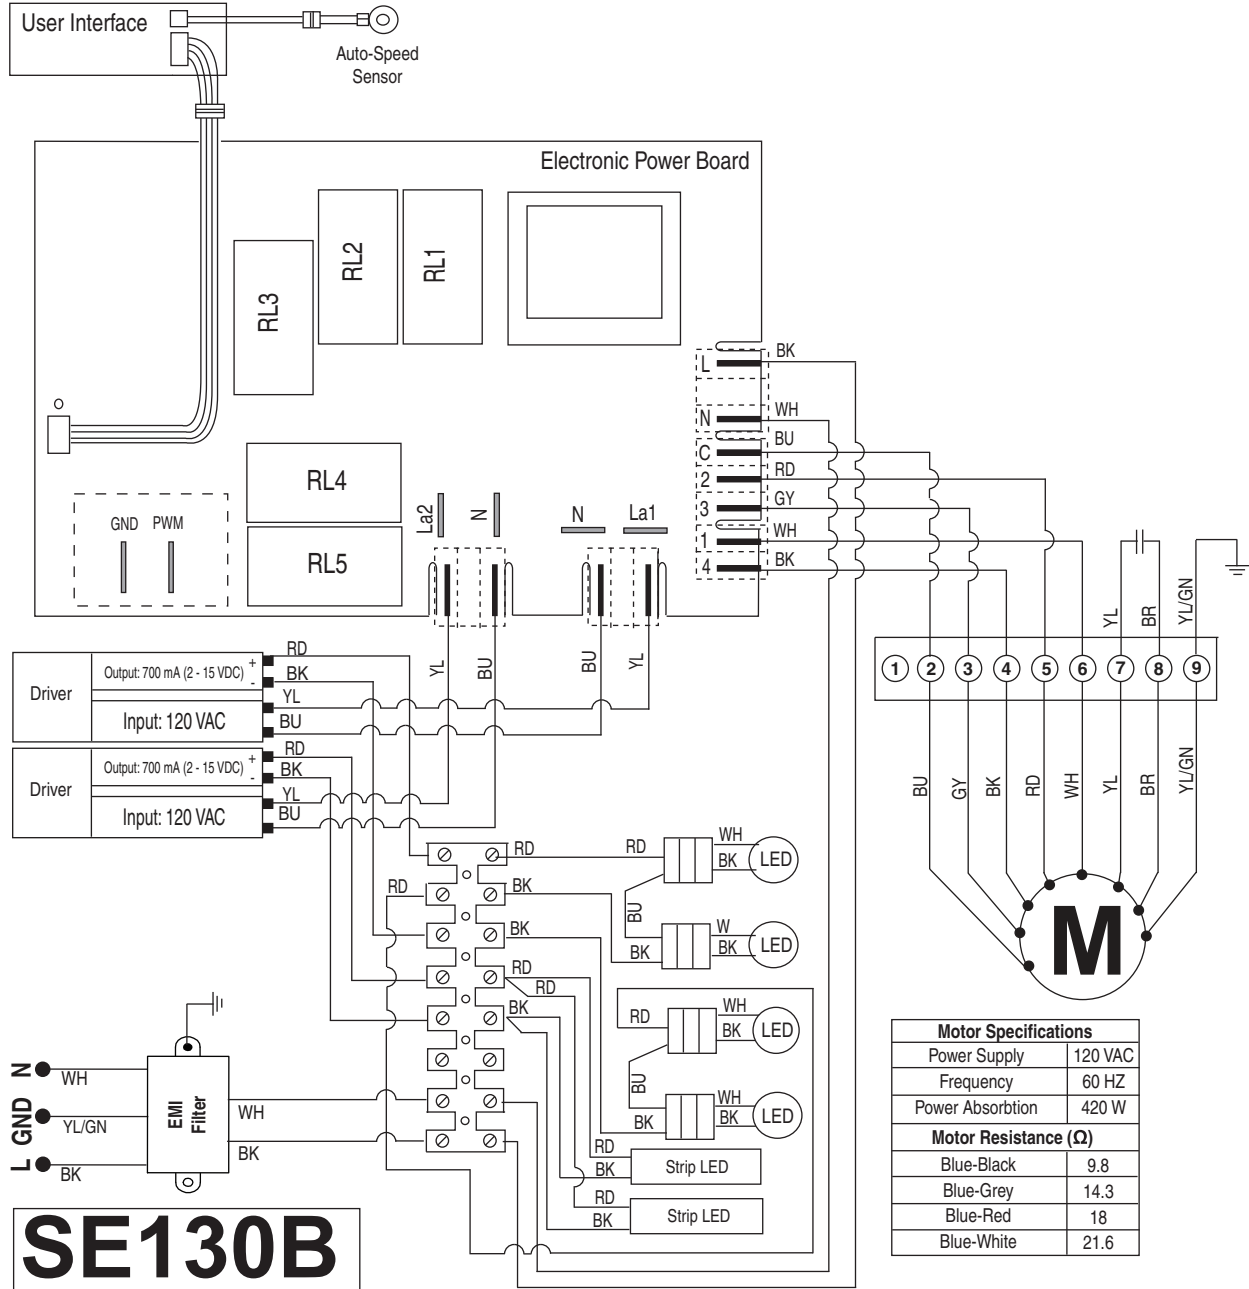 User Interface
Auto-Speed
Sensor
Electronic Power Board
RL1
RL2
RL3
RL4
RL5
GND PWM
La2
N
N
La1
L
N
C
2
3
1
4
BK
WH
BU
RD
GY
WH
BK
YL
BU
BU
YL
YL
BR
YL/GN
1 2 3 4 5 6 7 8 9
BU
GY
BK
RD
WH
YL
BR
YL/GN
M
Driver
Output: 700 mA (2 - 15 VDC)
+
-
Input: 120 VAC
RD
BK
YL
BU
Driver
Output: 700 mA (2 - 15 VDC)
+
-
Input: 120 VAC
RD
BK
YL
BU
RD
RD
BK
BK
RD
RD
BK
RD
WH
BK
LED
BU
BK
W
BK
LED
RD
WH
BK
LED
BU
BK
WH
BK
LED
RD
BK
Strip LED
RD
BK
Strip LED
N
WH
GND
YL/GN
L
BK
EMI
Filter
WH
BK
SE130B
Motor Specifications
Power Supply 120 VAC
Frequency 60 HZ
Power Absorbtion 420 W
Motor Resistance (Ω)
Blue-Black 9.8
Blue-Grey 14.3
Blue-Red 18
Blue-White 21.6